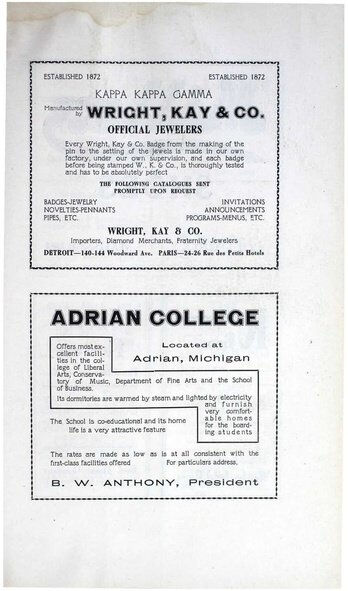 ESTABLISHED 1872 ESTABLISHED 1872
KAPPA KAPPA GAMMA
Manufactured by WRIGHT, KAY & CO.
OFFICIAL JEWELERS
Every Wright, Kay & Co. Badge from the making of the
pin to the setting of the jewels is made in our own
factory, under our own supervision, and each badge
before being stamped W., K. & Co., is thoroughly tested
and has to be absolutely perfect
THE FOLLOWING CATALOGUES SENT
PROMPTLY UPON REQUEST
BADGES-JEWELRY INVITATIONS
NOVELTIES-PENNANTS ANNOUNCEMENTS
PIPES, ETC. PROGRAMS-MENUS, ETC.
WRIGHT, KAY & CO.
Importers, Diamond Merchants, Fraternity Jewelers
DETROIT—140-144 Woodward Ave. PARIS—24-26 Rue des Petits Hotels
ADRIAN COLLEGE
Offers most ex-
cellent facili-
ties in the col-
lege of Liberal
Arts, Conserva-
tory of Music, Department of Fine Arts and the School
of Business.
Located at
Adrian, Michigan
Its dormitories are warmed by steam and lighted by electricity
and furnish
very comfort-
able homes
for the board-
ing students
The School is co-educational and its home
life is a very attractive feature
The rates are made as low as is at all consistent with the
first-class facilities offered For particulars address,
B. W. ANTHONY, President